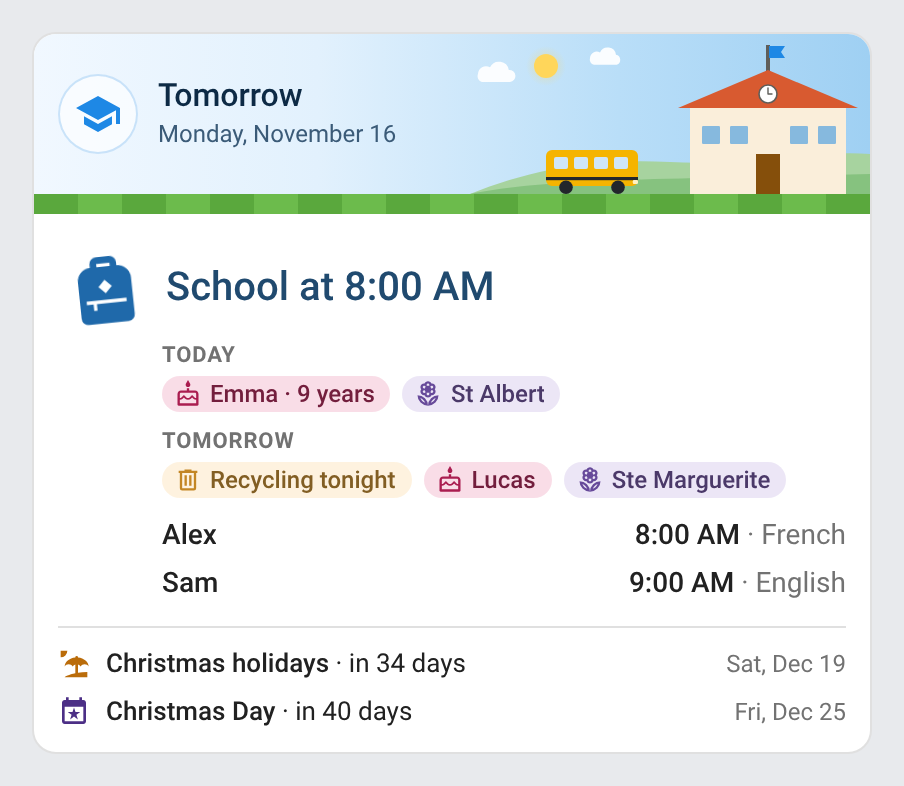 Tomorrow
Monday, November 16
School at 8:00 AM
TODAY
Emma · 9 years St Albert
TOMORROW
Recycling tonight Lucas Ste Marguerite
Alex 8:00 AM · French
Sam 9:00 AM · English
Christmas holidays · in 34 days Sat, Dec 19
Christmas Day · in 40 days Fri, Dec 25